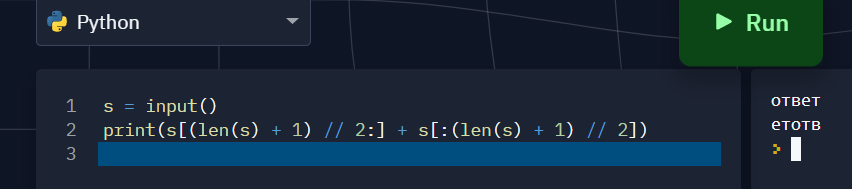 Python
Run
1 s = input()
2 print(s[(len(s) + 1) // 2:] + s[:(len(s) + 1) // 2])
3
ответ
етотв
>